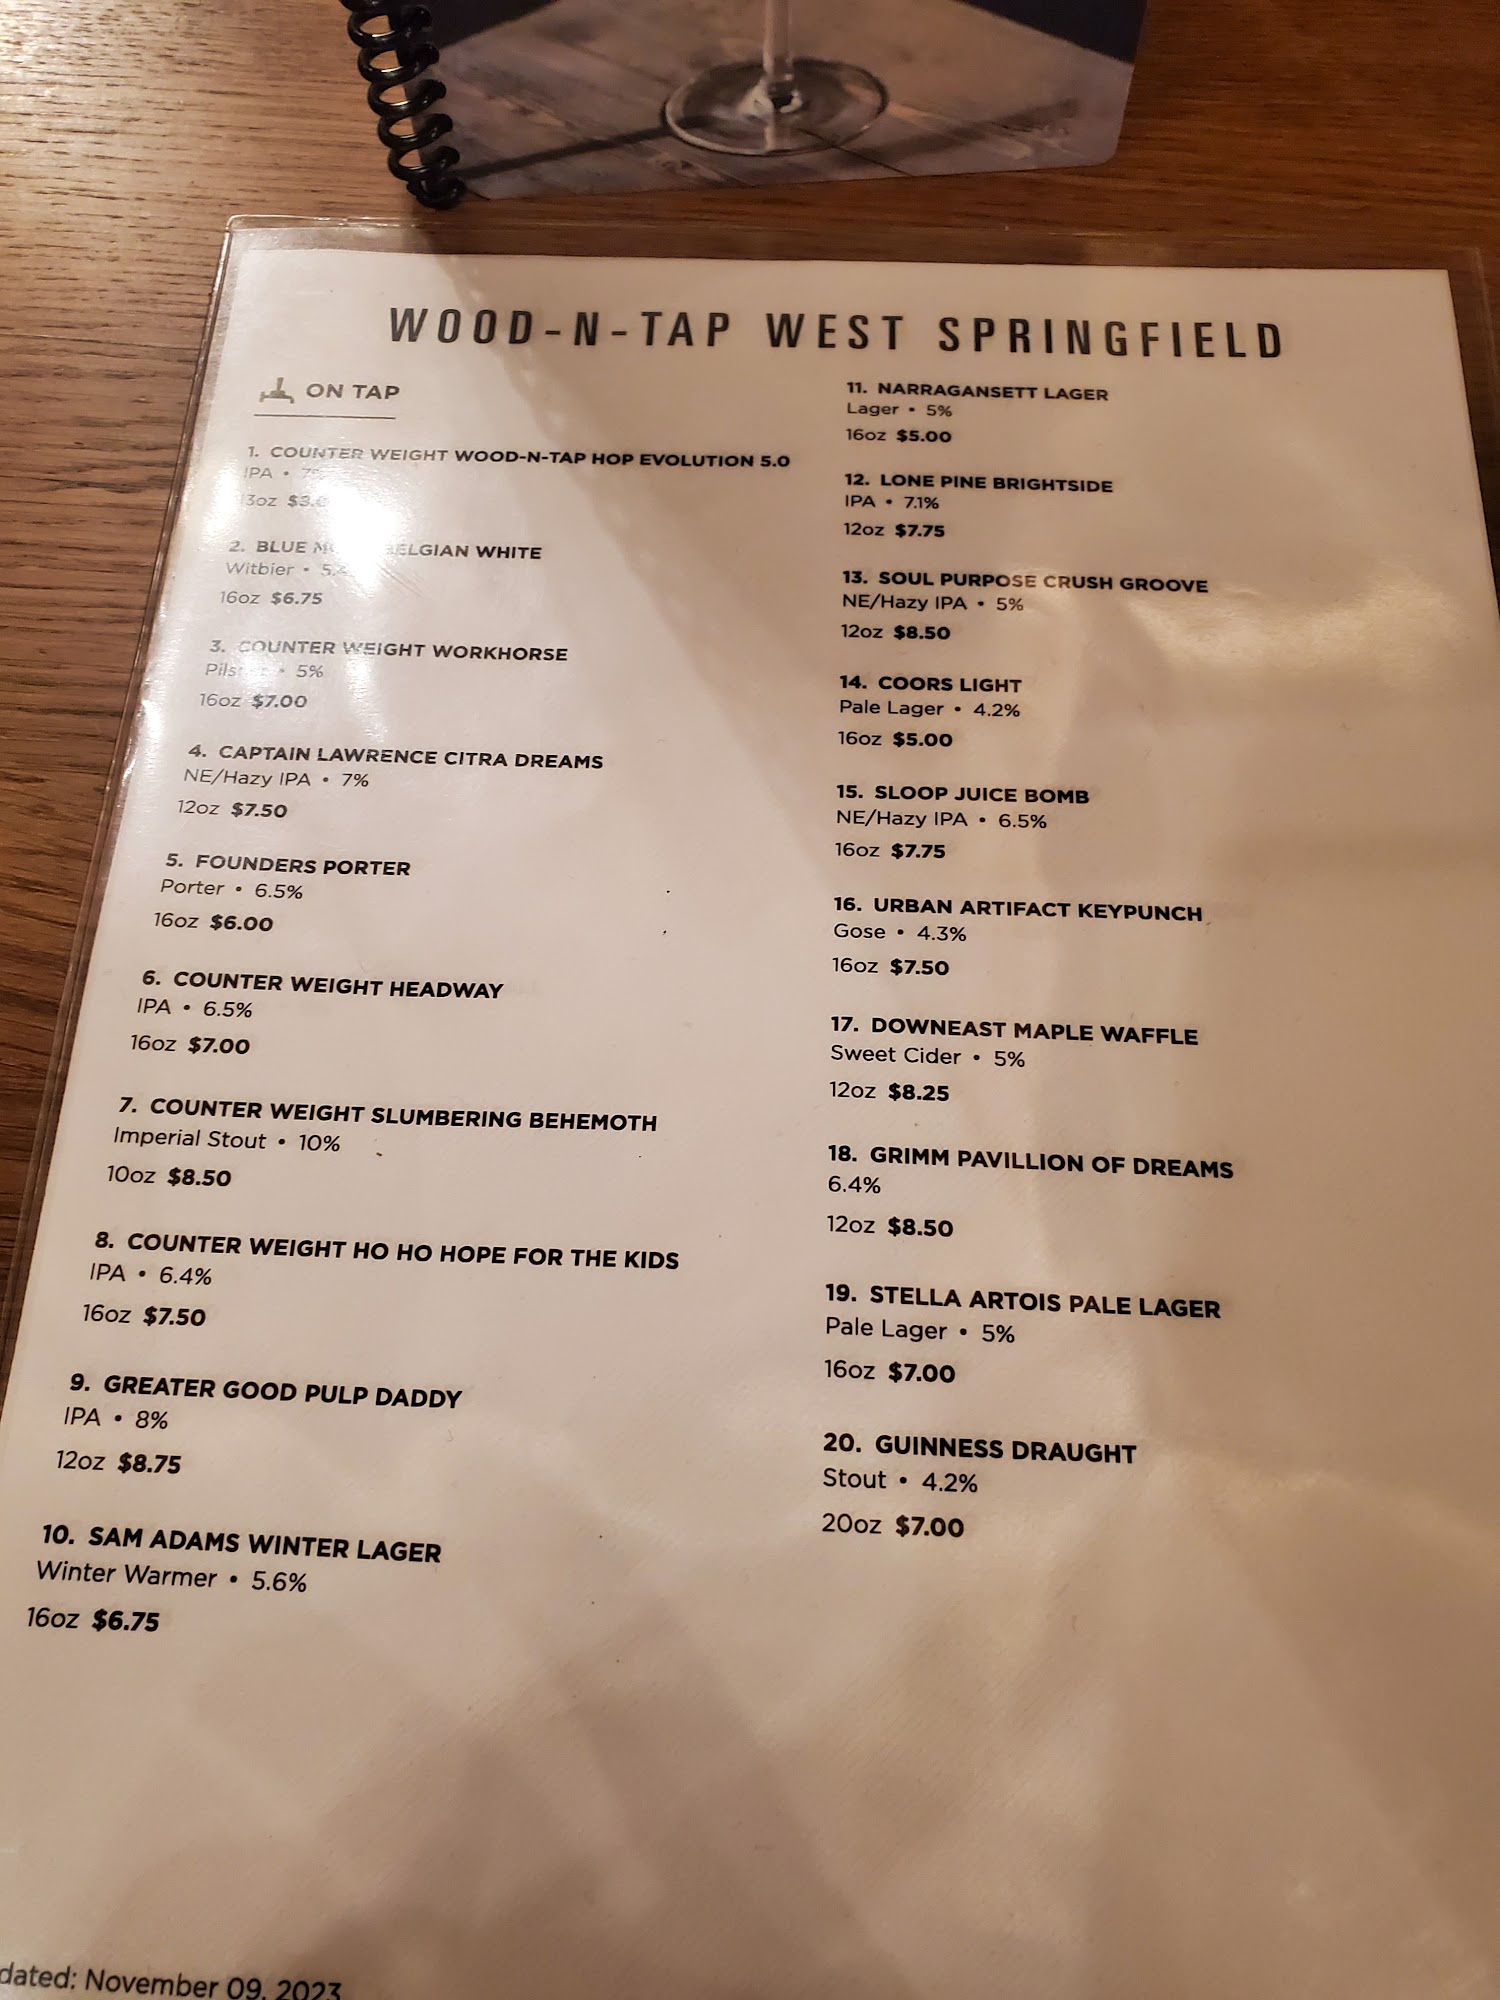 WOOD-N-TAP WEST SPRINGFIELD
ON TAP
1. COUNTER WEIGHT WOOD-N-TAP HOP EVOLUTION 5.0
IPA •
2. BLUE BELGIAN WHITE
Witbier •
16oz $6.75
3. COUNTER WEIGHT WORKHORSE
• 5%
16oz $7.00
4. CAPTAIN LAWRENCE CITRA DREAMS
NE/Hazy IPA • 7%
12oz $7.50
5. FOUNDERS PORTER
Porter • 6.5%
16oz $6.00
6. COUNTER WEIGHT HEADWAY
IPA • 6.5%
16oz $7.00
7. COUNTER WEIGHT SLUMBERING BEHEMOTH
Imperial Stout • 10%
10oz $8.50
8. COUNTER WEIGHT HO HO HOPE FOR THE KIDS
IPA • 6.4%
16oz $7.50
9. GREATER GOOD PULP DADDY
IPA • 8%
12oz $8.75
10. SAM ADAMS WINTER LAGER
Winter Warmer • 5.6%
16oz $6.75
11. NARRAGANSETT LAGER
Lager • 5%
16oz $5.00
12. LONE PINE BRIGHTSIDE
IPA • 7.1%
12oz $7.75
13. SOUL PURPOSE CRUSH GROOVE
NE/Hazy IPA • 5%
12oz $8.50
14. COORS LIGHT
Pale Lager • 4.2%
16oz $5.00
15. SLOOP JUICE BOMB
NE/Hazy IPA • 6.5%
16oz $7.75
16. URBAN ARTIFACT KEYPUNCH
Gose • 4.3%
16oz $7.50
17. DOWNEAST MAPLE WAFFLE
Sweet Cider • 5%
12oz $8.25
18. GRIMM PAVILLION OF DREAMS
6.4%
12oz $8.50
19. STELLA ARTOIS PALE LAGER
Pale Lager • 5%
16oz $7.00
20. GUINNESS DRAUGHT
Stout • 4.2%
20oz $7.00
dated: November 09, 2023